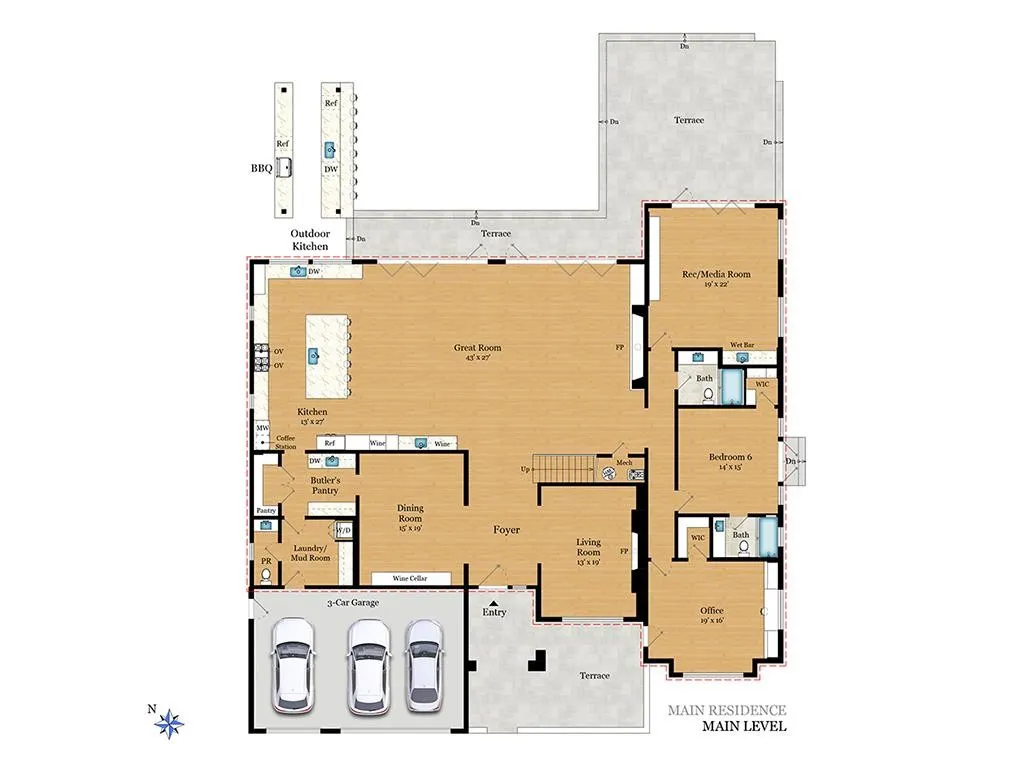 Dn
Ref
Terrace
Dn
Dn
Ref
BBQ
DW
Dn
Outdoor
Kitchen
Dn
Terrace
DW
Rec/Media Room
19' x 22'
Great Room
43' x 27'
FP
Wet Bar
OV
OV
Bath
WIC
Kitchen
13' x 27'
MW
Coffee
Station
Ref
Wine
Wine
Bedroom 6
14' x 15'
Dn
DW
Up
Mech
Butler's
Pantry
Pantry
Dining
Room
15' x 19'
Foyer
W/D
Living
Room
13' x 19'
FP
WIC
Bath
Laundry/
Mud Room
PR
Wine Cellar
3-Car Garage
Entry
Office
19' x 16'
Terrace
N
MAIN RESIDENCE
MAIN LEVEL